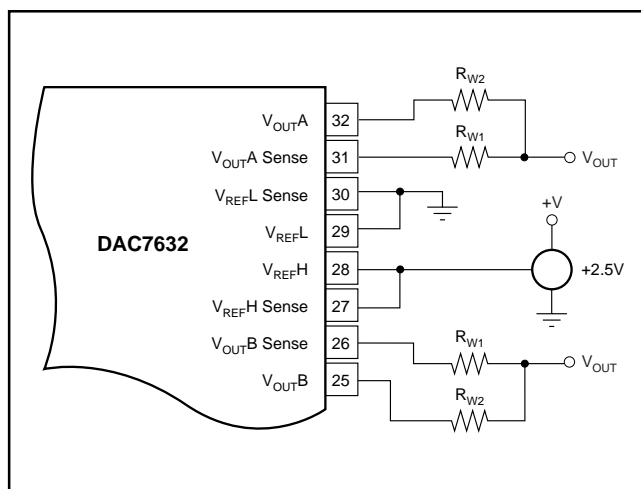 R_W2
V_OUTA 32
R_W1
V_OUTA Sense 31 V_OUT
V_REFL Sense 30
+V
V_REFL 29
DAC7632
V_REFH 28 +2.5V
V_REFH Sense 27
V_OUTB Sense 26 R_W1 V_OUT
V_OUTB 25
R_W2